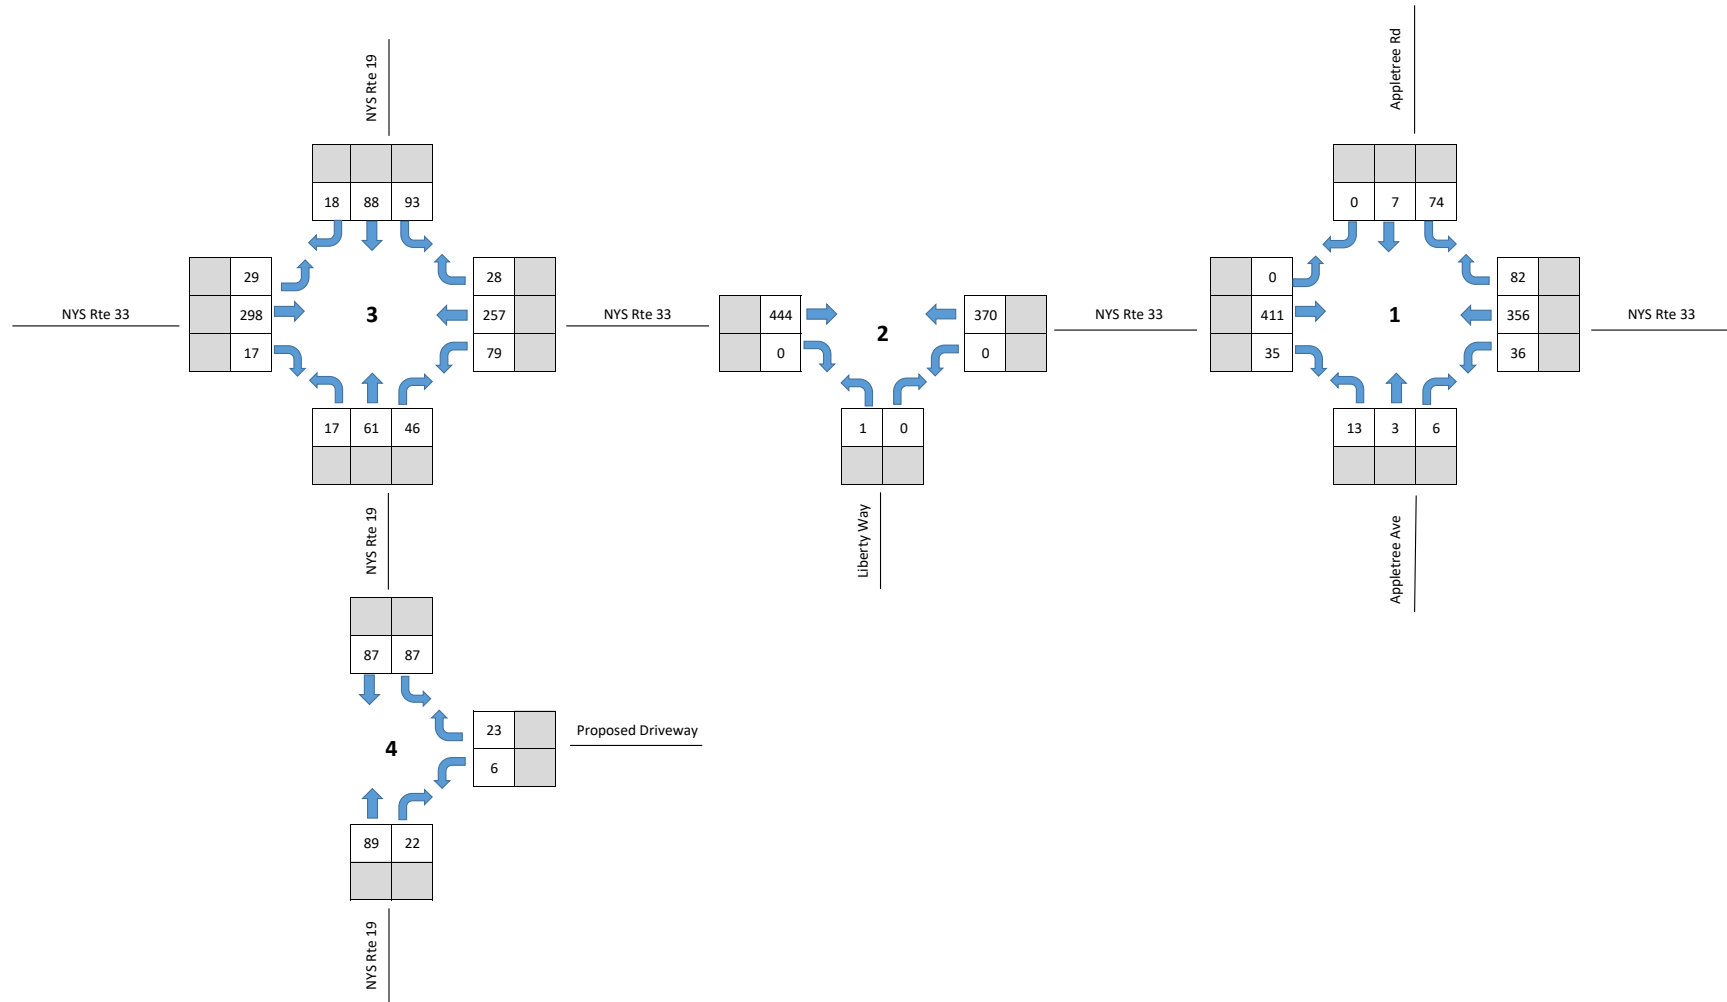 Appletree Rd
NYS Rte 19
18 88 93
0 7 74
29
28
0
82
NYS Rte 33
298
3
257
NYS Rte 33
444
370
NYS Rte 33
411
1
356
NYS Rte 33
2
17
79
0
0
35
36
17 61 46
1 0
13 3 6
NYS Rte 19
Liberty Way
Appletree Ave
87 87
23
Proposed Driveway
4
6
89 22
NYS Rte 19